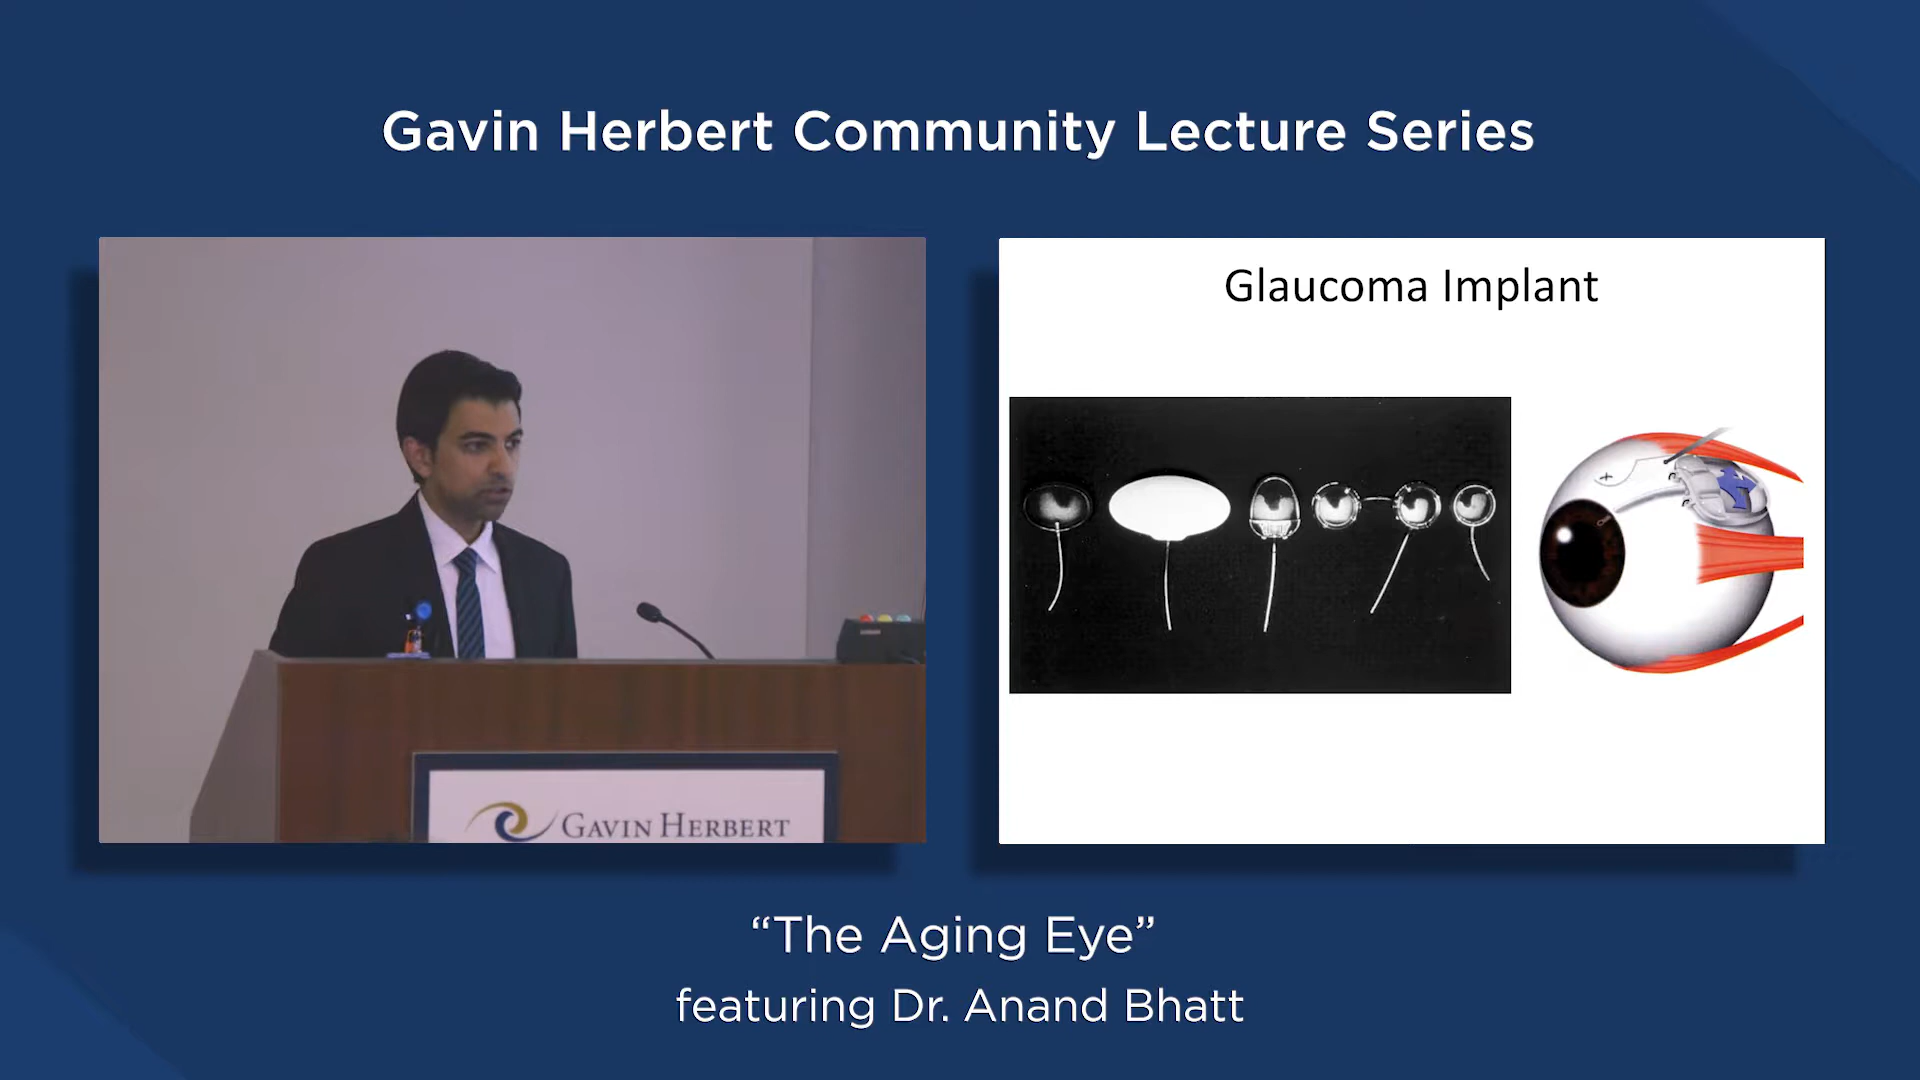 Gavin Herbert Community Lecture Series
Glaucoma Implant
GAVIN HERBERT
“The Aging Eye”
featuring Dr. Anand Bhatt